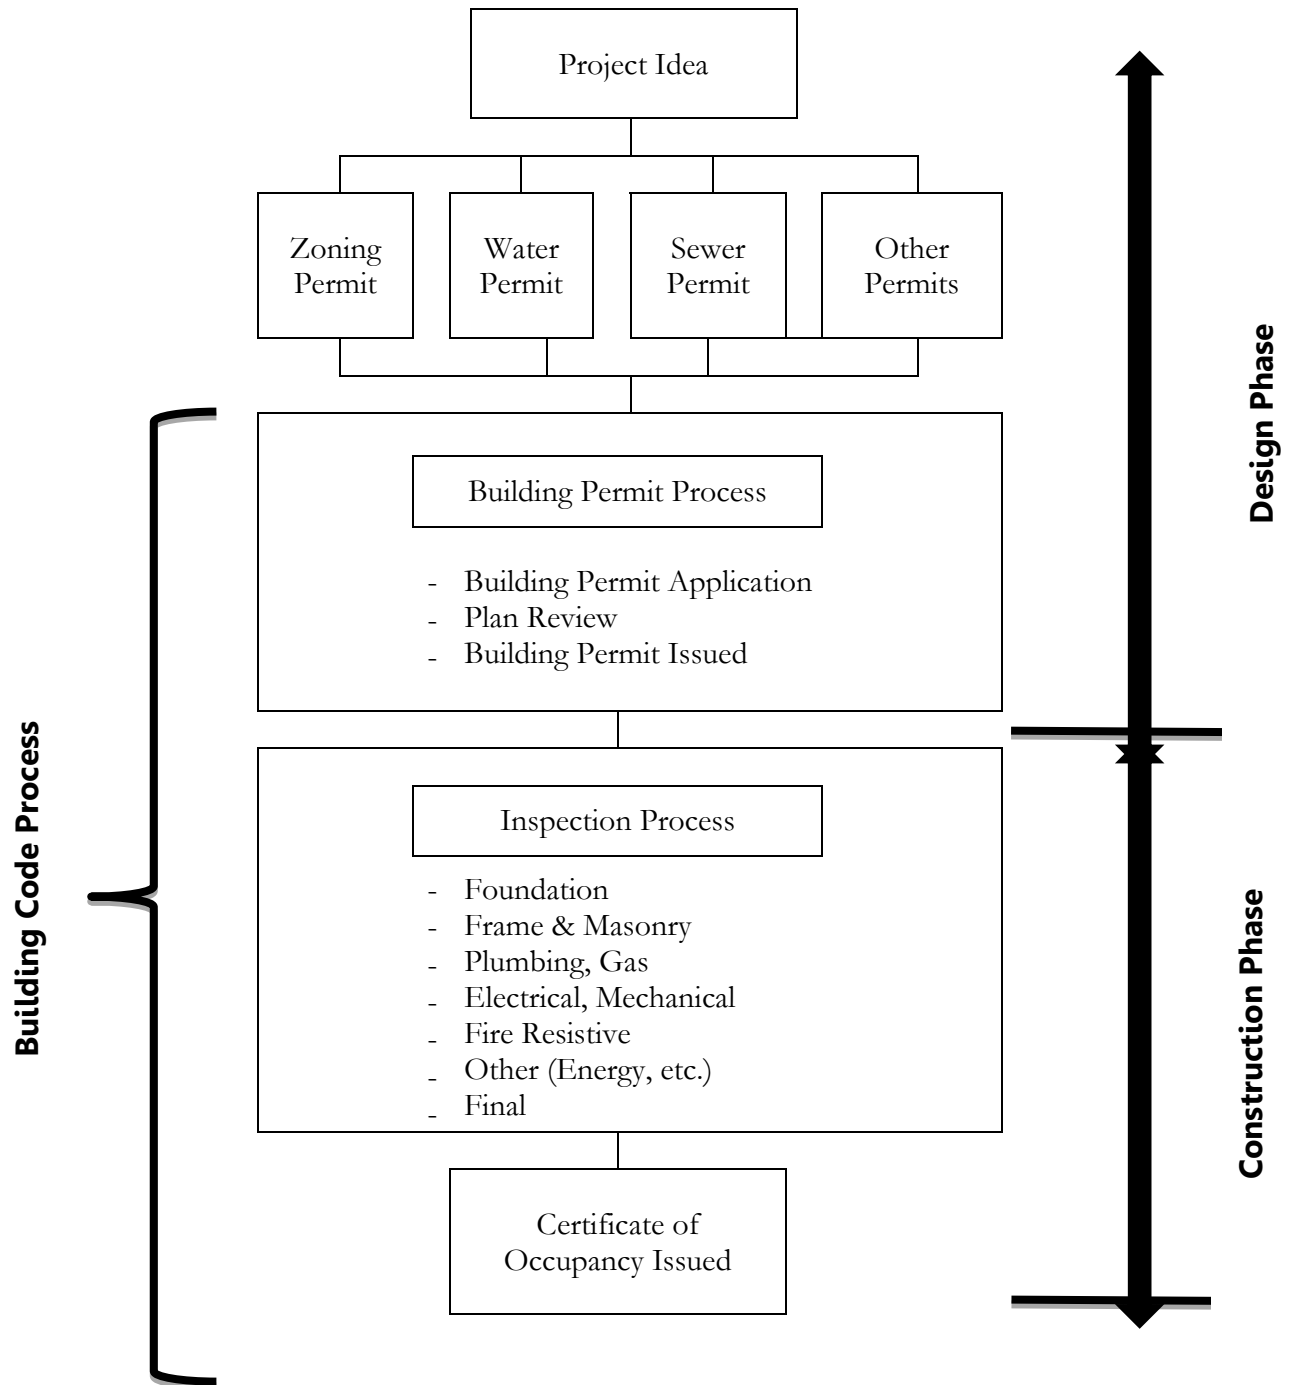 Project Idea
Zoning
Permit
Water
Permit
Sewer
Permit
Other
Permits
Design Phase
Building Permit Process
- Building Permit Application
- Plan Review
- Building Permit Issued
Building Code Process
Inspection Process
- Foundation
- Frame & Masonry
- Plumbing, Gas
- Electrical, Mechanical
- Fire Resistive
- Other (Energy, etc.)
- Final
Construction Phase
Certificate of
Occupancy Issued